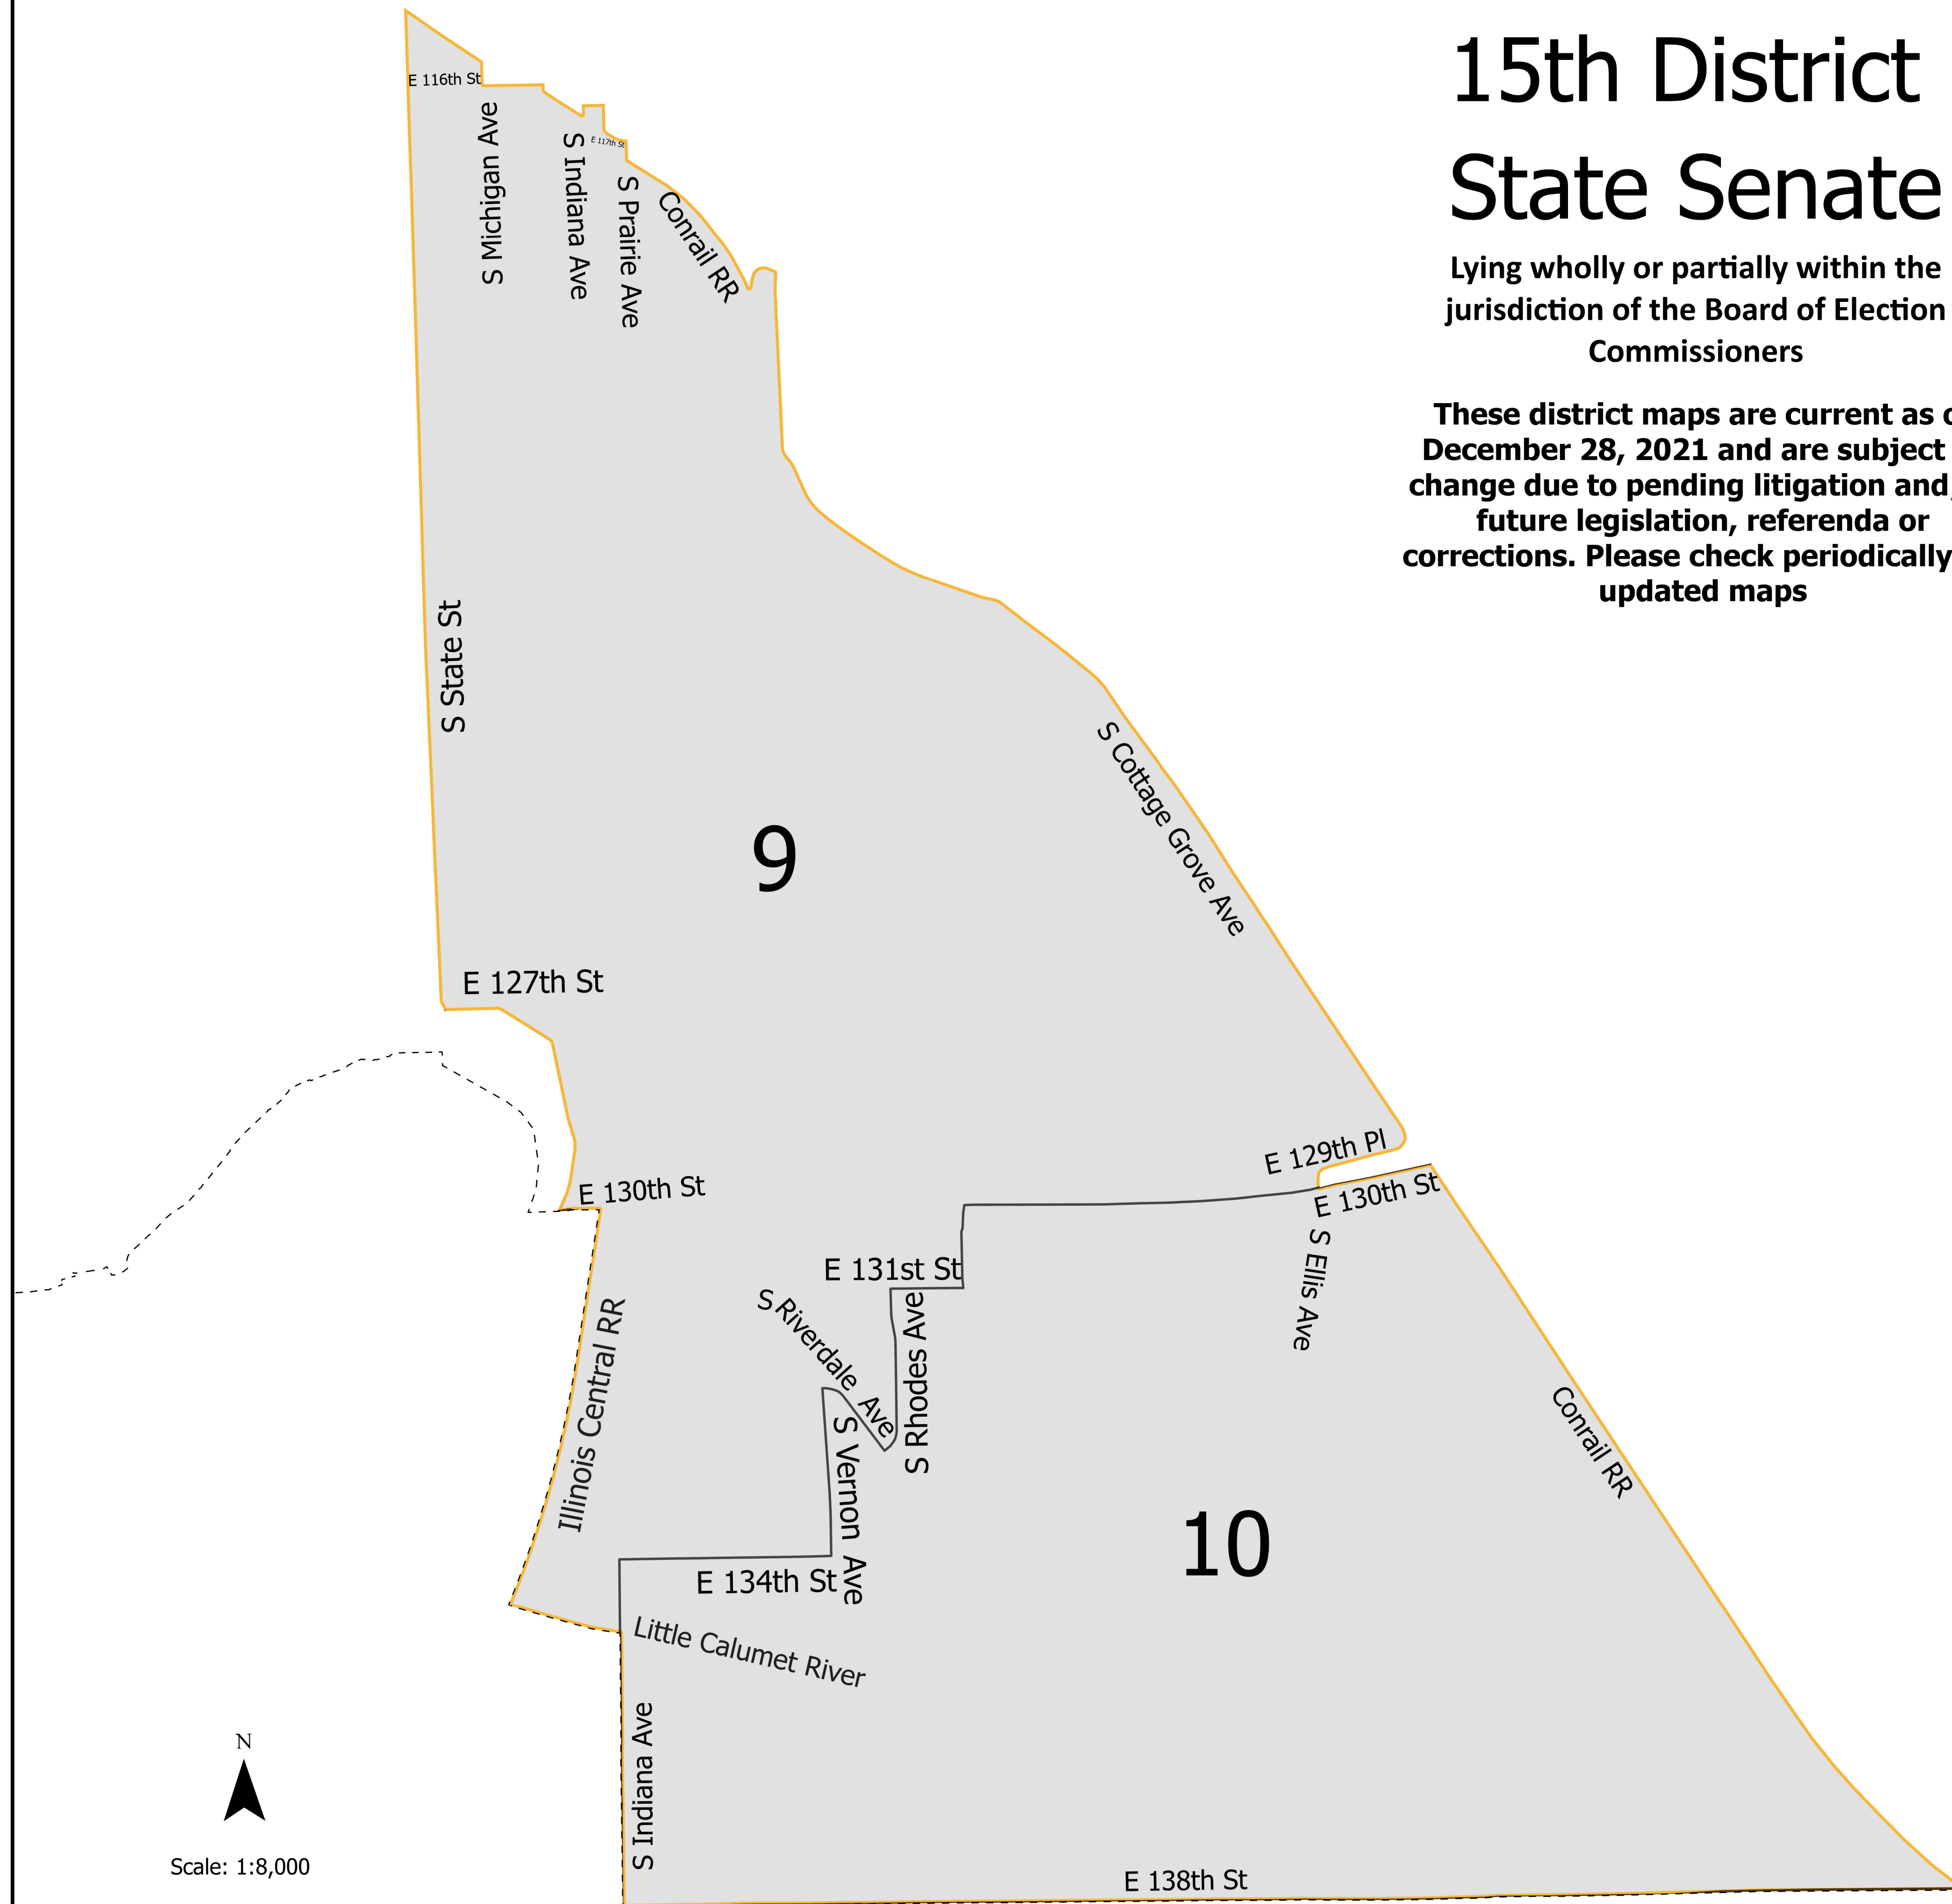 15th District
State Senate
Lying wholly or partially within the
jurisdiction of the Board of Election
Commissioners
These district maps are current as
December 28, 2021 and are subject
change due to pending litigation and
future legislation, referenda or
corrections. Please check periodically
updated maps
E 116th St
S Michigan Ave
S Indiana Ave
E 117th St
S Prairie Ave
Conrail RR
S State St
S Cottage Grove Ave
9
E 127th St
E 129th Pl
E 130th St
E 130th St
S Ellis Ave
E 131st St
S Riverdale Ave
S Rhodes Ave
Illinois Central RR
S Vernon Ave
Conrail RR
10
E 134th St
Little Calumet River
S Indiana Ave
N
Scale: 1:8,000
E 138th St